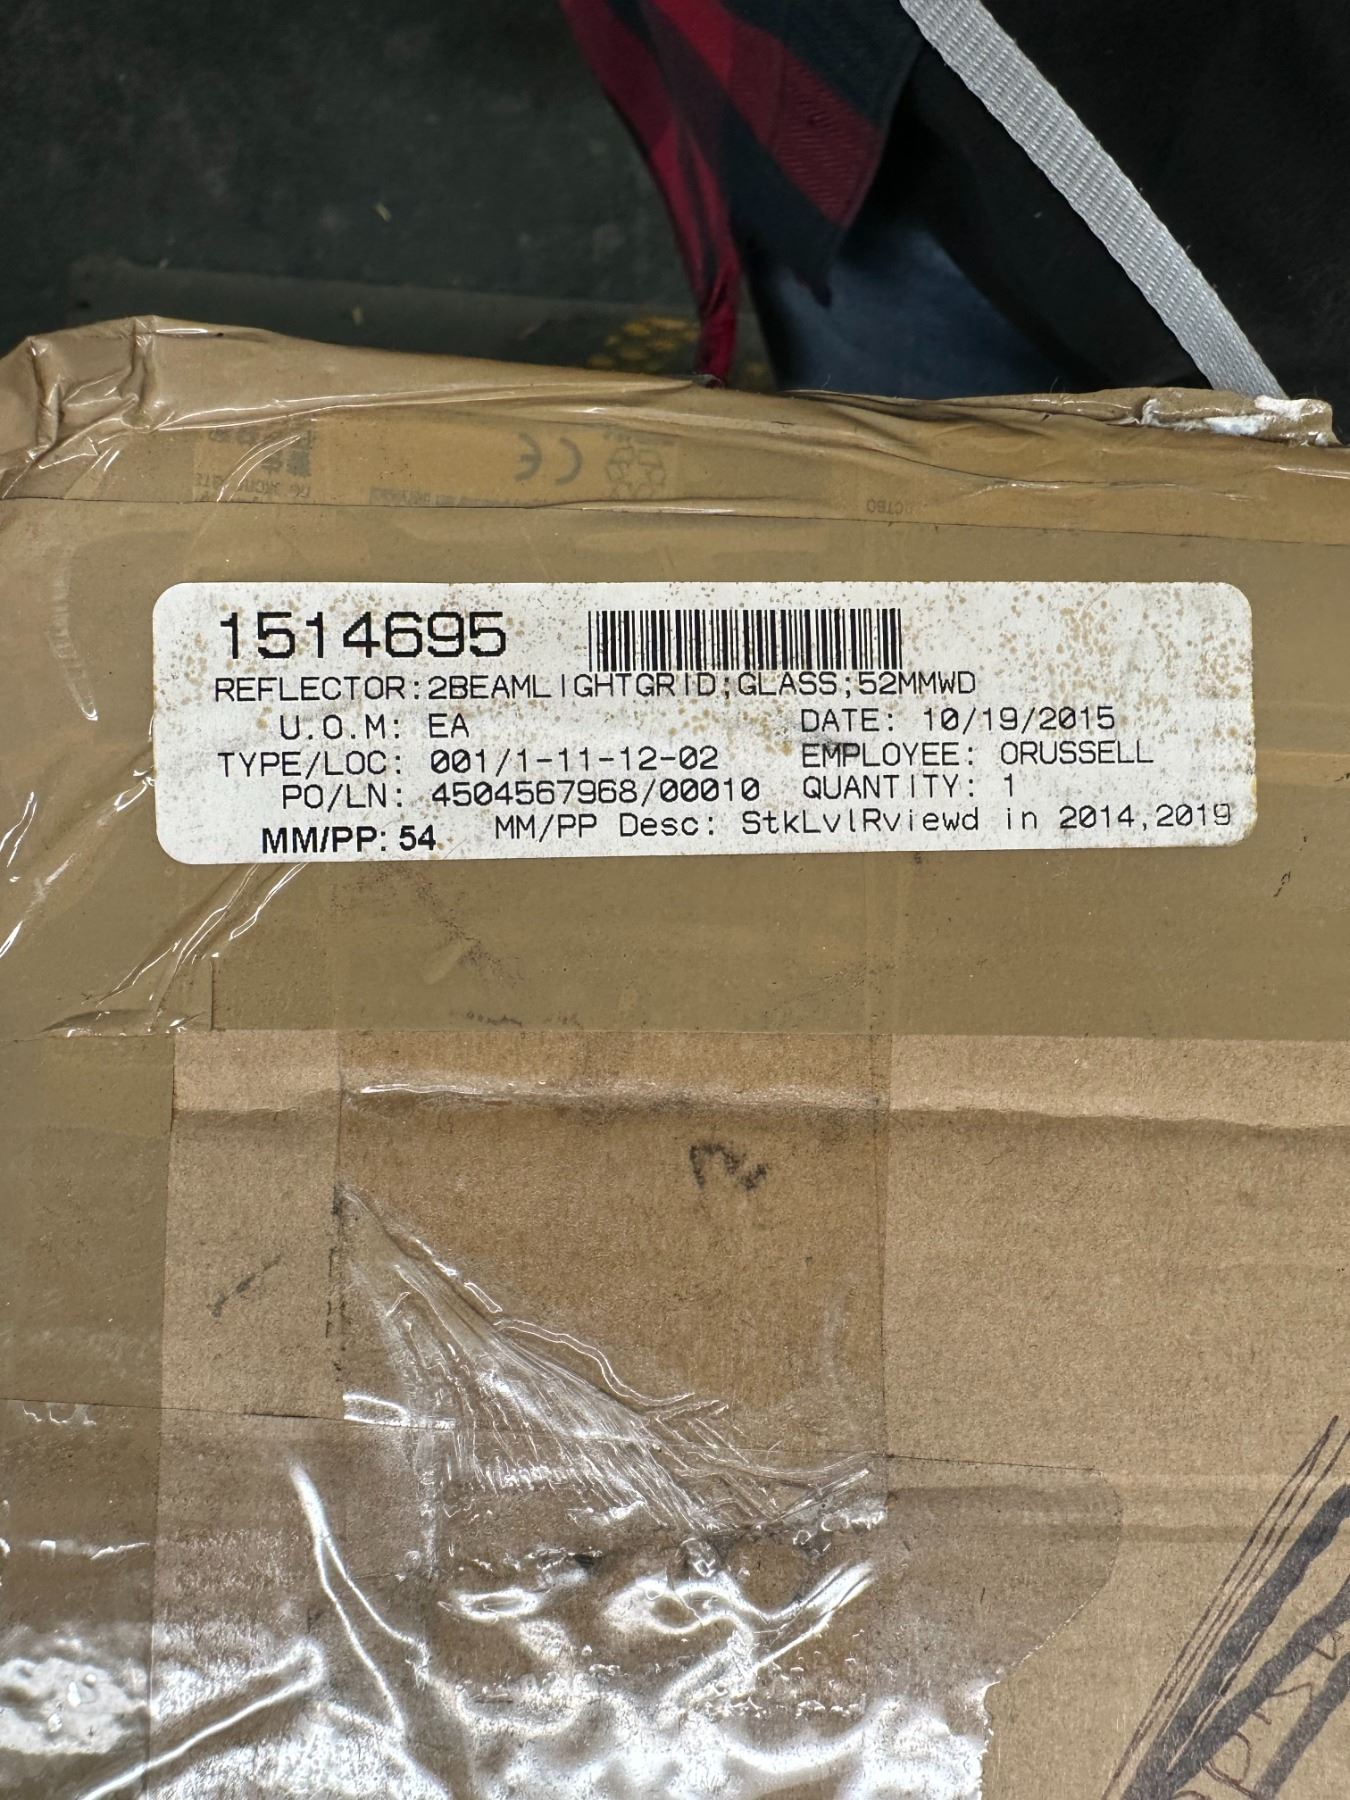 1514695
REFLECTOR:2BEAMLIGHTGRID;GLASS;52MMWD
U.O.M: EA DATE: 10/19/2015
TYPE/LOC: 001/1-11-12-02 EMPLOYEE: ORUSSELL
PO/LN: 4504567968/00010 QUANTITY: 1
MM/PP: 54 MM/PP Desc: StkLvlRviewd in 2014,2019